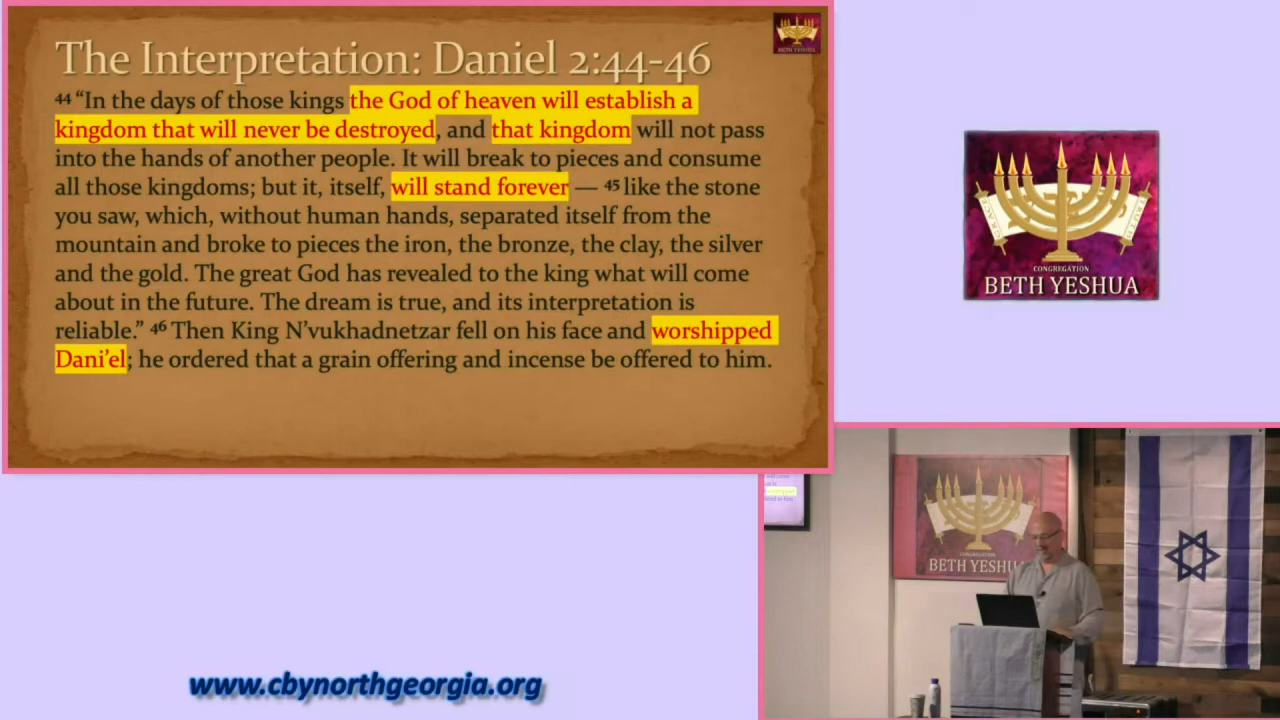 The Interpretation: Daniel 2:44-46
44 “In the days of those kings the God of heaven will establish a
kingdom that will never be destroyed, and that kingdom will not pass
into the hands of another people. It will break to pieces and consume
all those kingdoms; but it, itself, will stand forever — 45 like the stone
you saw, which, without human hands, separated itself from the
mountain and broke to pieces the iron, the bronze, the clay, the silver
and the gold. The great God has revealed to the king what will come
about in the future. The dream is true, and its interpretation is
reliable.” 46 Then King N’vukhadnetzar fell on his face and worshipped
Dani’el; he ordered that a grain offering and incense be offered to him.
BETH YESHUA
GRACE
TRUTH
CONGREGATION
BETH YESHUA
CONGREGATION
BETH YESHU
www.cbynorthgeorgia.org